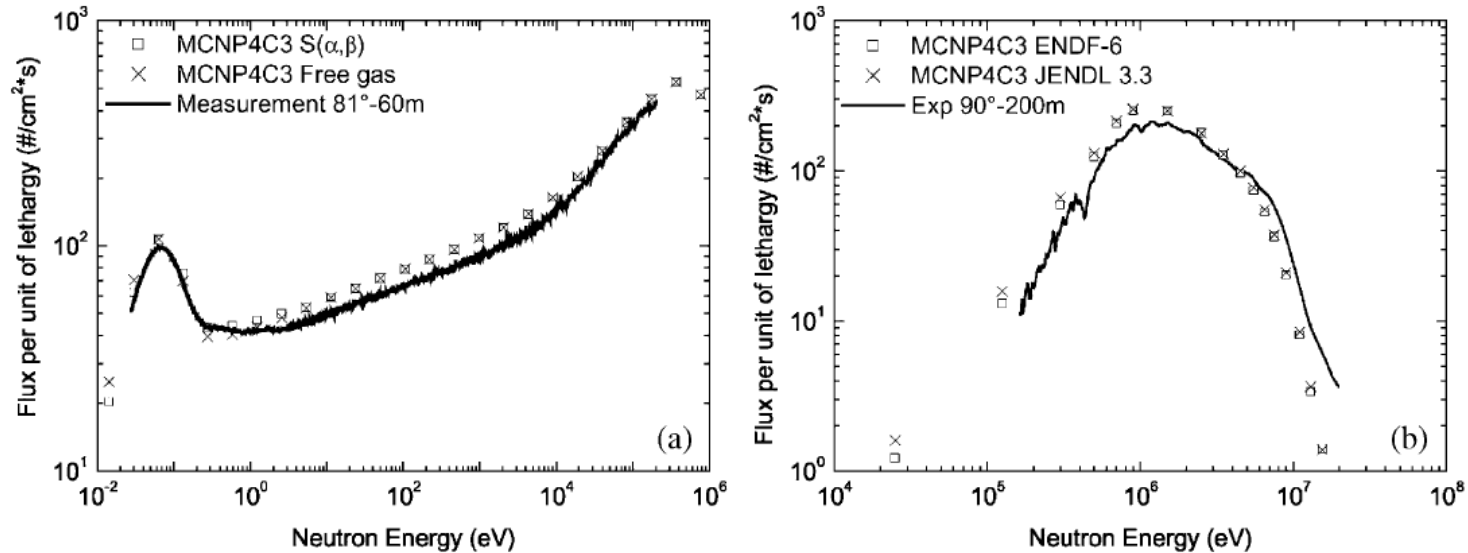 10³
10²
10¹
Flux per unit of lethargy (#/cm²*s)
MCNP4C3 S(α,β)
MCNP4C3 Free gas
Measurement 81°-60m
(a)
10⁻² 10⁰ 10² 10⁴ 10⁶
Neutron Energy (eV)
10³
10²
10¹
10⁰
Flux per unit of lethargy (#/cm²*s)
MCNP4C3 ENDF-6
MCNP4C3 JENDL 3.3
Exp 90°-200m
(b)
10⁴ 10⁵ 10⁶ 10⁷ 10⁸
Neutron Energy (eV)